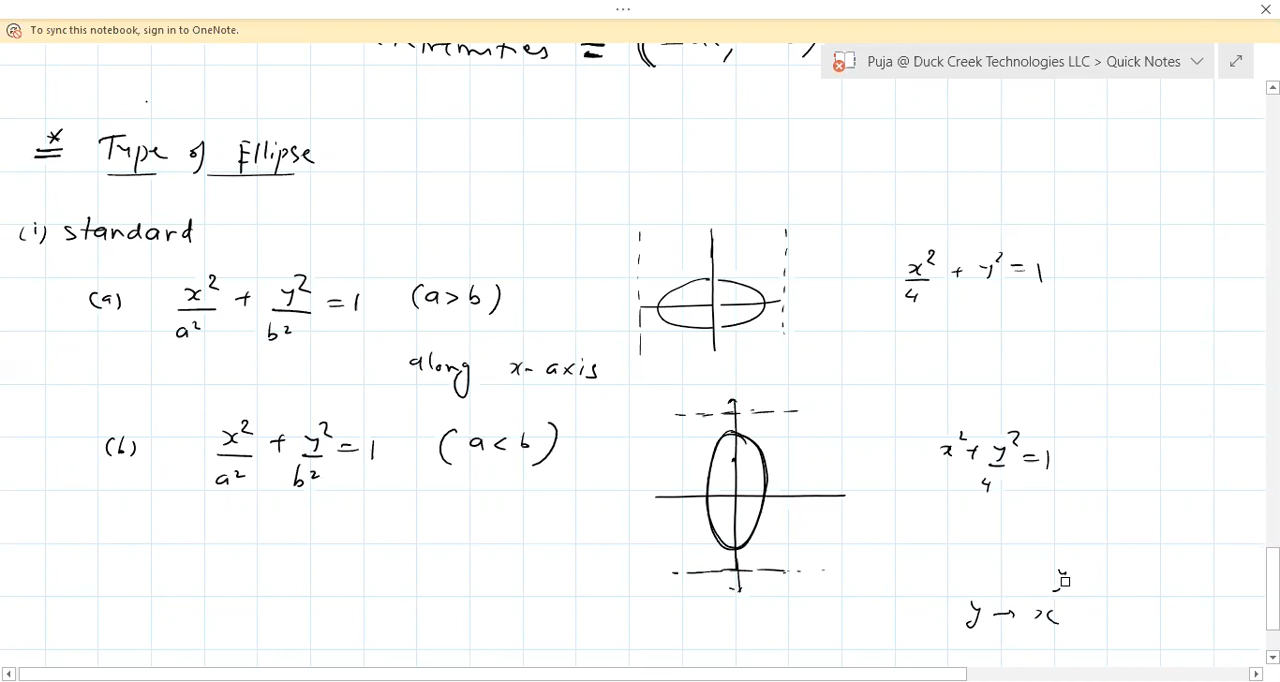 To sync this notebook, sign in to OneNote.
Puja @ Duck Creek Technologies LLC > Quick Notes
* Type of Ellipse
(i) standard
(a) x²/a² + y²/b² = 1 (a > b)
along x-axis
x²/4 + y² = 1
(b) x²/a² + y²/b² = 1 (a < b)
x² + y²/4 = 1
y → x